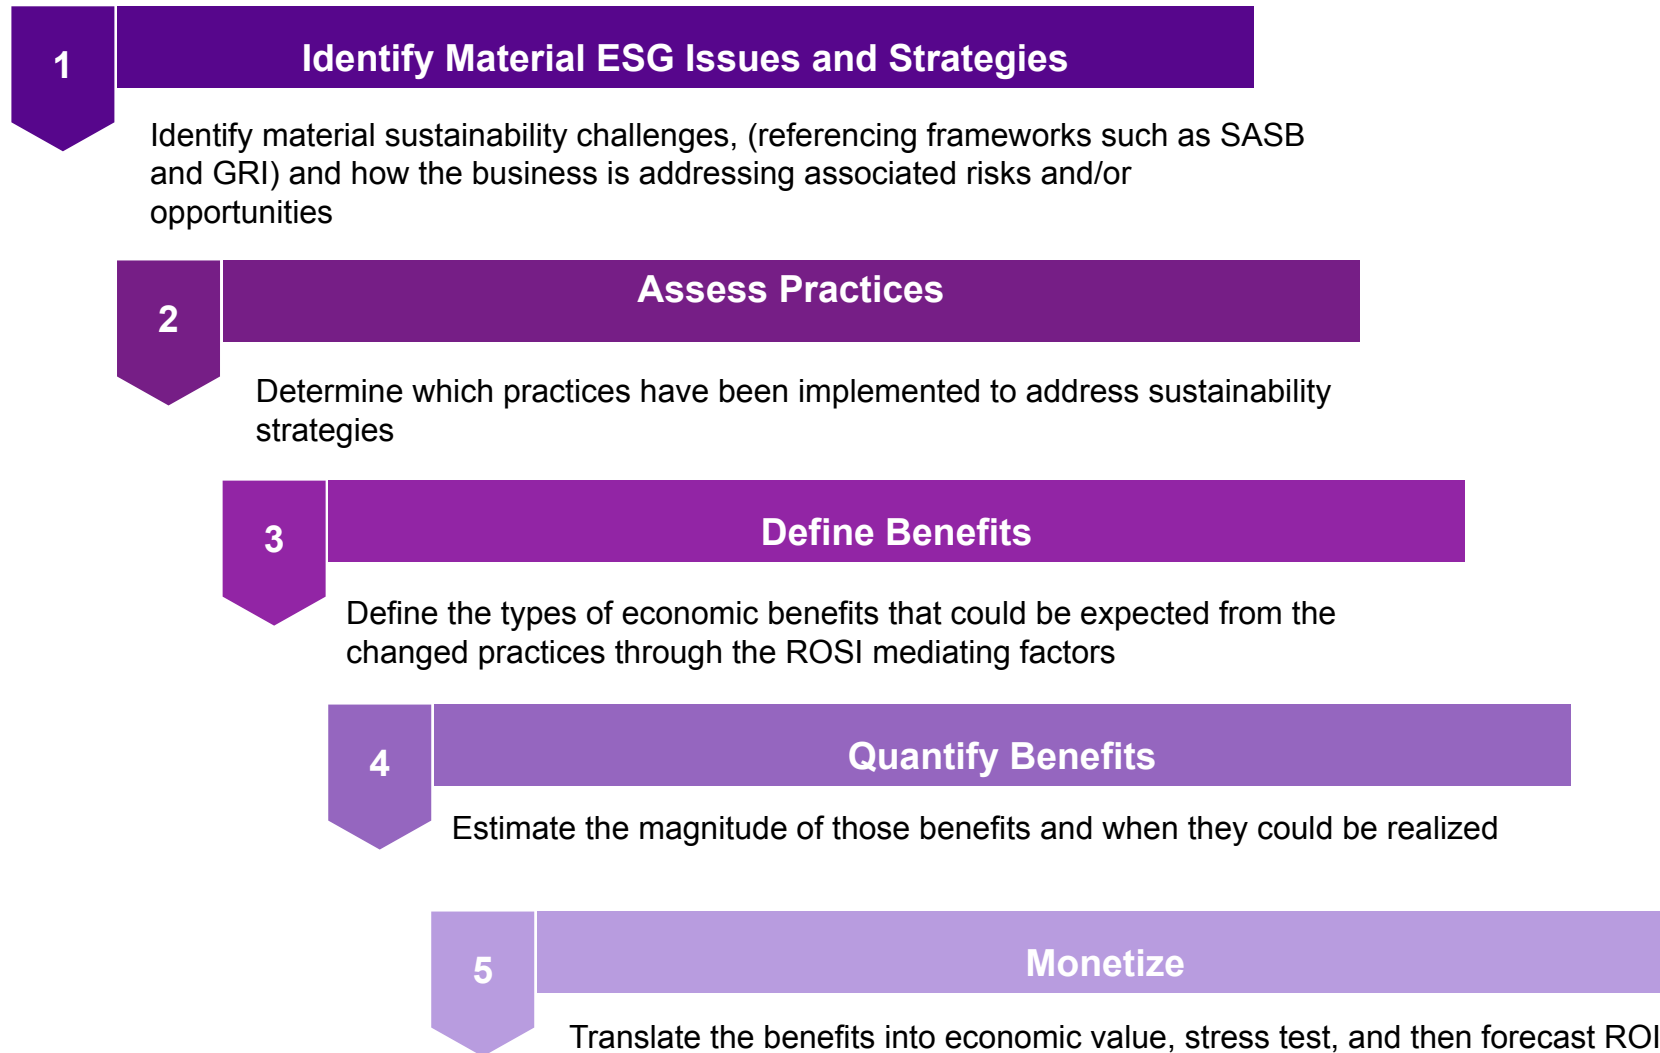 1
Identify Material ESG Issues and Strategies
Identify material sustainability challenges, (referencing frameworks such as SASB
and GRI) and how the business is addressing associated risks and/or
opportunities
2
Assess Practices
Determine which practices have been implemented to address sustainability
strategies
3
Define Benefits
Define the types of economic benefits that could be expected from the
changed practices through the ROSI mediating factors
4
Quantify Benefits
Estimate the magnitude of those benefits and when they could be realized
5
Monetize
Translate the benefits into economic value, stress test, and then forecast ROI